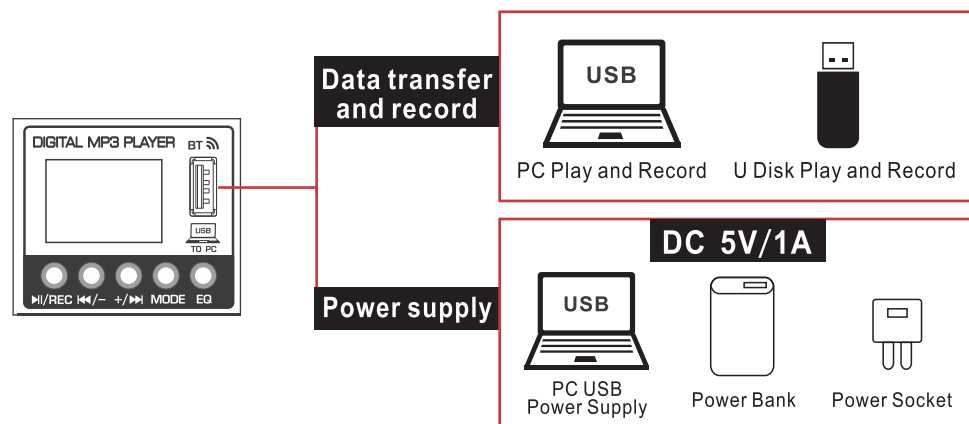 DIGITAL MP3 PLAYER
BT
USB
TO PC
/REC
/−
+/
MODE
EQ
Data transfer
and record
USB
PC Play and Record
U Disk Play and Record
Power supply
DC 5V/1A
USB
PC USB
Power Supply
Power Bank
Power Socket